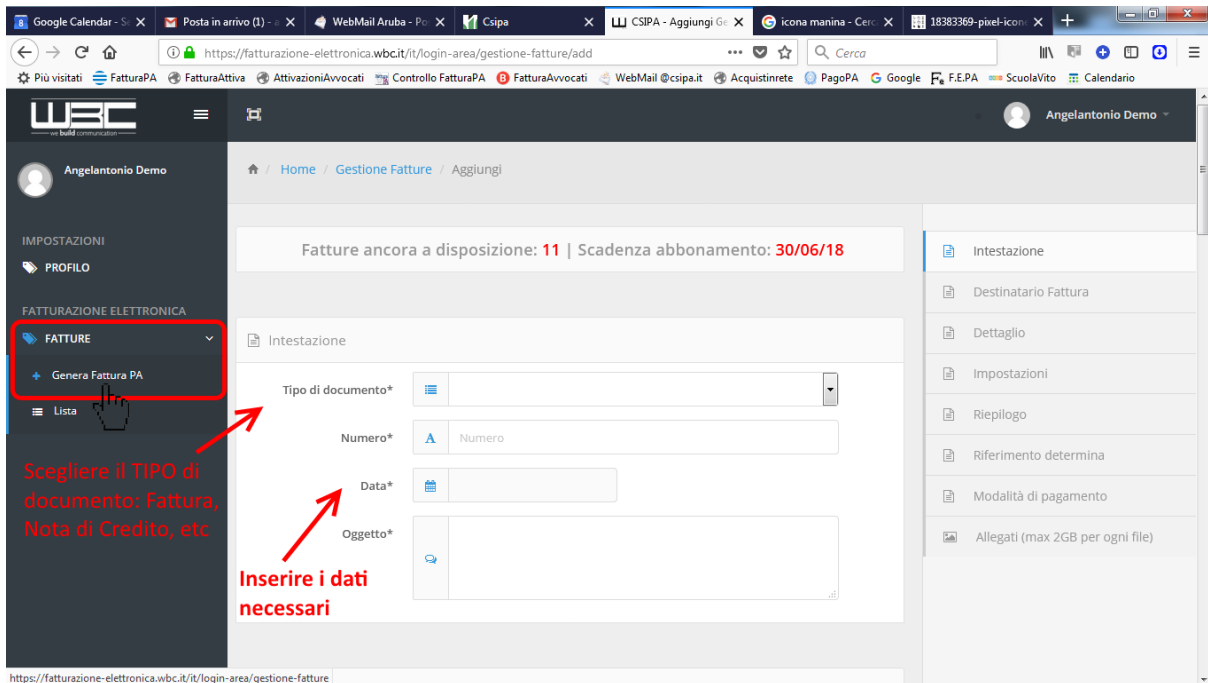 Google Calendar - S
Posta in arrivo (1) - a
WebMail Aruba - Po
Csipa
CSIPA - Aggiungi Ge
icona manina - Cerc
18383369-pixel-icon
https://fatturazione-elettronica.wbc.it/it/login-area/gestione-fatture/add
Cerca
Più visitati
FatturaPA
FatturaAttiva
AttivazioniAvvocati
Controllo FatturaPA
FatturaAvvocati
WebMail @csipa.it
Acquistinrete
PagoPA
Google
F.E.PA
ScuolaVito
Calendario
WBC
we build communication
Angelantonio Demo
Angelantonio Demo
Home / Gestione Fatture / Aggiungi
IMPOSTAZIONI
PROFILO
FATTURAZIONE ELETTRONICA
FATTURE
Genera Fattura PA
Lista
Scegliere il TIPO di
documento: Fattura,
Nota di Credito, etc
Fatture ancora a disposizione: 11 | Scadenza abbonamento: 30/06/18
Intestazione
Tipo di documento*
Numero*
Numero
Data*
Oggetto*
Inserire i dati
necessari
Intestazione
Destinatario Fattura
Dettaglio
Impostazioni
Riepilogo
Riferimento determina
Modalità di pagamento
Allegati (max 2GB per ogni file)
https://fatturazione-elettronica.wbc.it/it/login-area/gestione-fatture